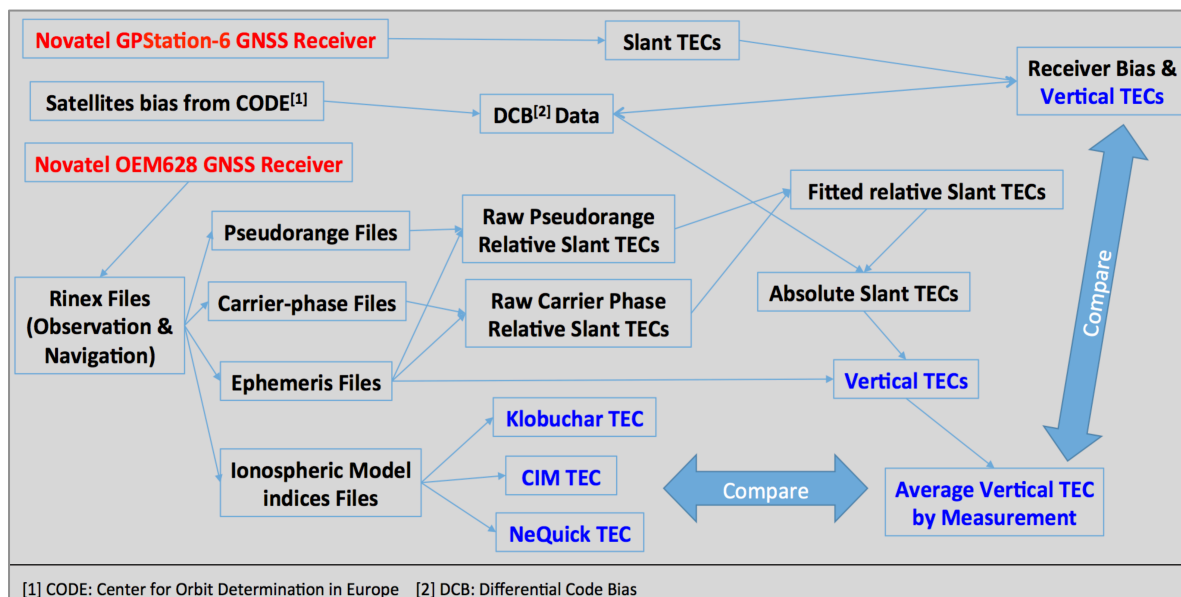 Novatel GPStation-6 GNSS Receiver
Slant TECs
Receiver Bias &
Vertical TECs
Satellites bias from CODE[1]
DCB[2] Data
Novatel OEM628 GNSS Receiver
Fitted relative Slant TECs
Pseudorange Files
Raw Pseudorange
Relative Slant TECs
Rinex Files
(Observation &
Navigation)
Carrier-phase Files
Raw Carrier Phase
Relative Slant TECs
Absolute Slant TECs
Compare
Ephemeris Files
Vertical TECs
Klobuchar TEC
Ionospheric Model
indices Files
CIM TEC
NeQuick TEC
Compare
Average Vertical TEC
by Measurement
[1] CODE: Center for Orbit Determination in Europe [2] DCB: Differential Code Bias